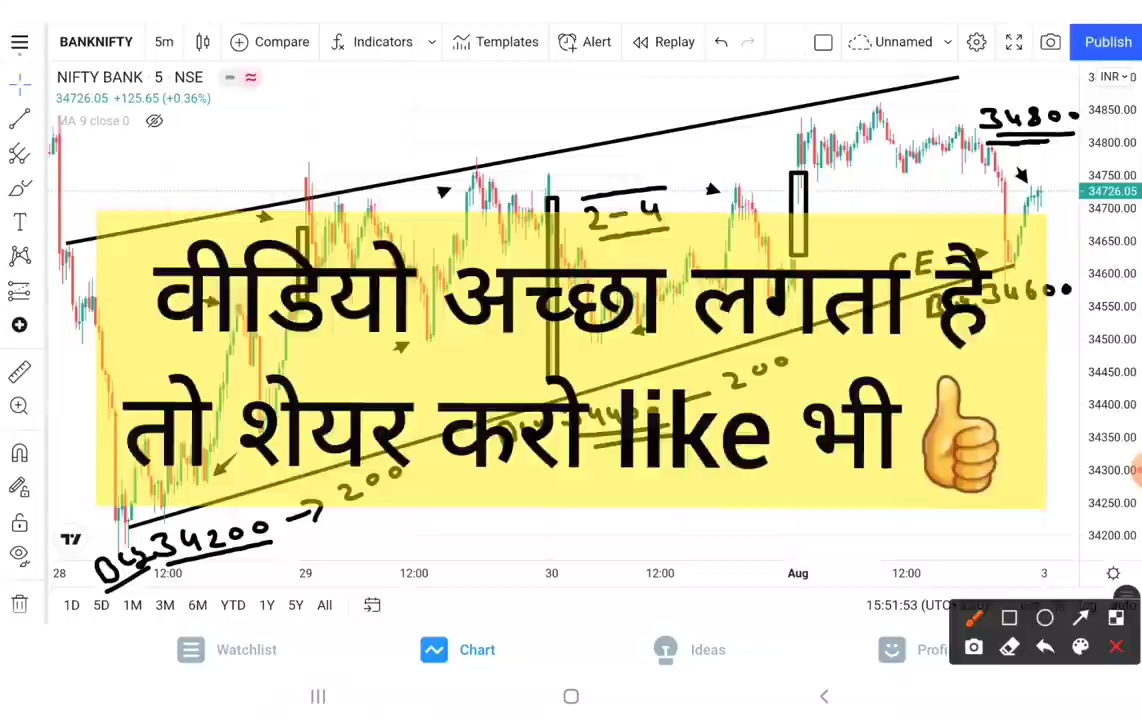 BANKNIFTY 5m Compare Indicators Templates Alert Replay Unnamed Publish
NIFTY BANK · 5 · NSE
INR
34726.05 +125.65 (+0.36%)
MA 9 close 0
34800
34850.00
34800.00
34750.00
34726.05
34700.00
34650.00
34600.00
34550.00
34500.00
34450.00
34400.00
34350.00
34300.00
34250.00
34200.00
2-4
CE
34600
वीडियो अच्छा लगता है
200
तो शेयर करो like भी
200
Buy 34200
28 12:00 29 12:00 30 12:00 Aug 12:00 3
1D 5D 1M 3M 6M YTD 1Y 5Y All
15:51:53
Watchlist Chart Ideas